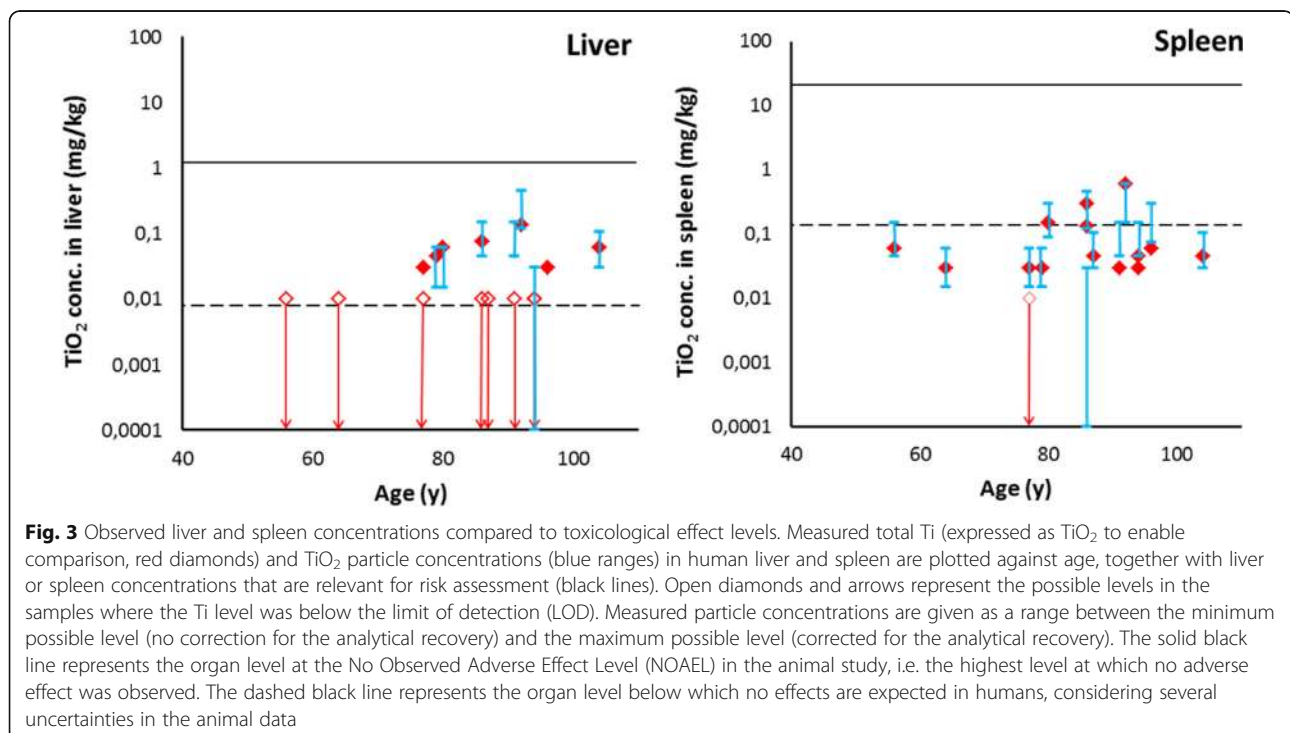 Liver
100
10
1
0,1
0,01
0,001
0,0001
TiO2 conc. in liver (mg/kg)
40 60 80 100
Age (y)
Spleen
100
10
1
0,1
0,01
0,001
0,0001
TiO2 conc. in spleen (mg/kg)
40 60 80 100
Age (y)
Fig. 3 Observed liver and spleen concentrations compared to toxicological effect levels. Measured total Ti (expressed as TiO2 to enable
comparison, red diamonds) and TiO2 particle concentrations (blue ranges) in human liver and spleen are plotted against age, together with liver
or spleen concentrations that are relevant for risk assessment (black lines). Open diamonds and arrows represent the possible levels in the
samples where the Ti level was below the limit of detection (LOD). Measured particle concentrations are given as a range between the minimum
possible level (no correction for the analytical recovery) and the maximum possible level (corrected for the analytical recovery). The solid black
line represents the organ level at the No Observed Adverse Effect Level (NOAEL) in the animal study, i.e. the highest level at which no adverse
effect was observed. The dashed black line represents the organ level below which no effects are expected in humans, considering several
uncertainties in the animal data